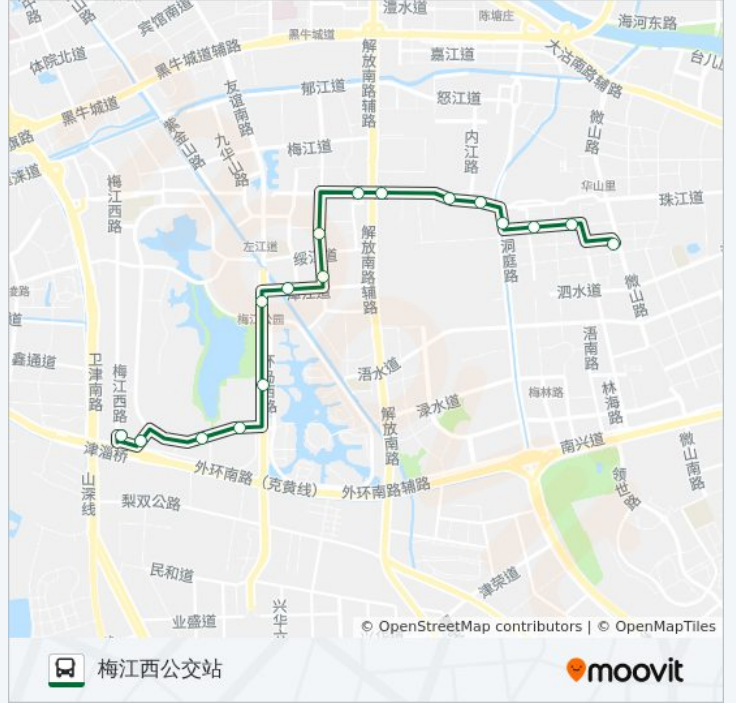 宾馆南道
澧水道
陈塘庄
海河东路
黑牛城道
体院北道
黑牛城道辅路
解放南路辅路
嘉江道
大沽南路辅路
台儿
友谊南路
郁江道
怒江道
黑牛城道
紫金山路
九华山路
微山路
内江路
梅江道
涞道
梅江西路
华山里
珠江道
左江道
绥江道
解放南路辅路
洞庭路
泗水道
微山路
梅江公园
鑫通道
卫津南路
梅江西路
浯水道
浯南路
梅林路
林海路
渌水道
解放南路
津淄桥
南兴道
微山南路
外环南路（克黄线）
外环南路辅路
山深线
梨双公路
领世路
民和道
津荣道
业盛道
兴华六
© OpenStreetMap contributors | © OpenMapTiles
梅江西公交站
moovit